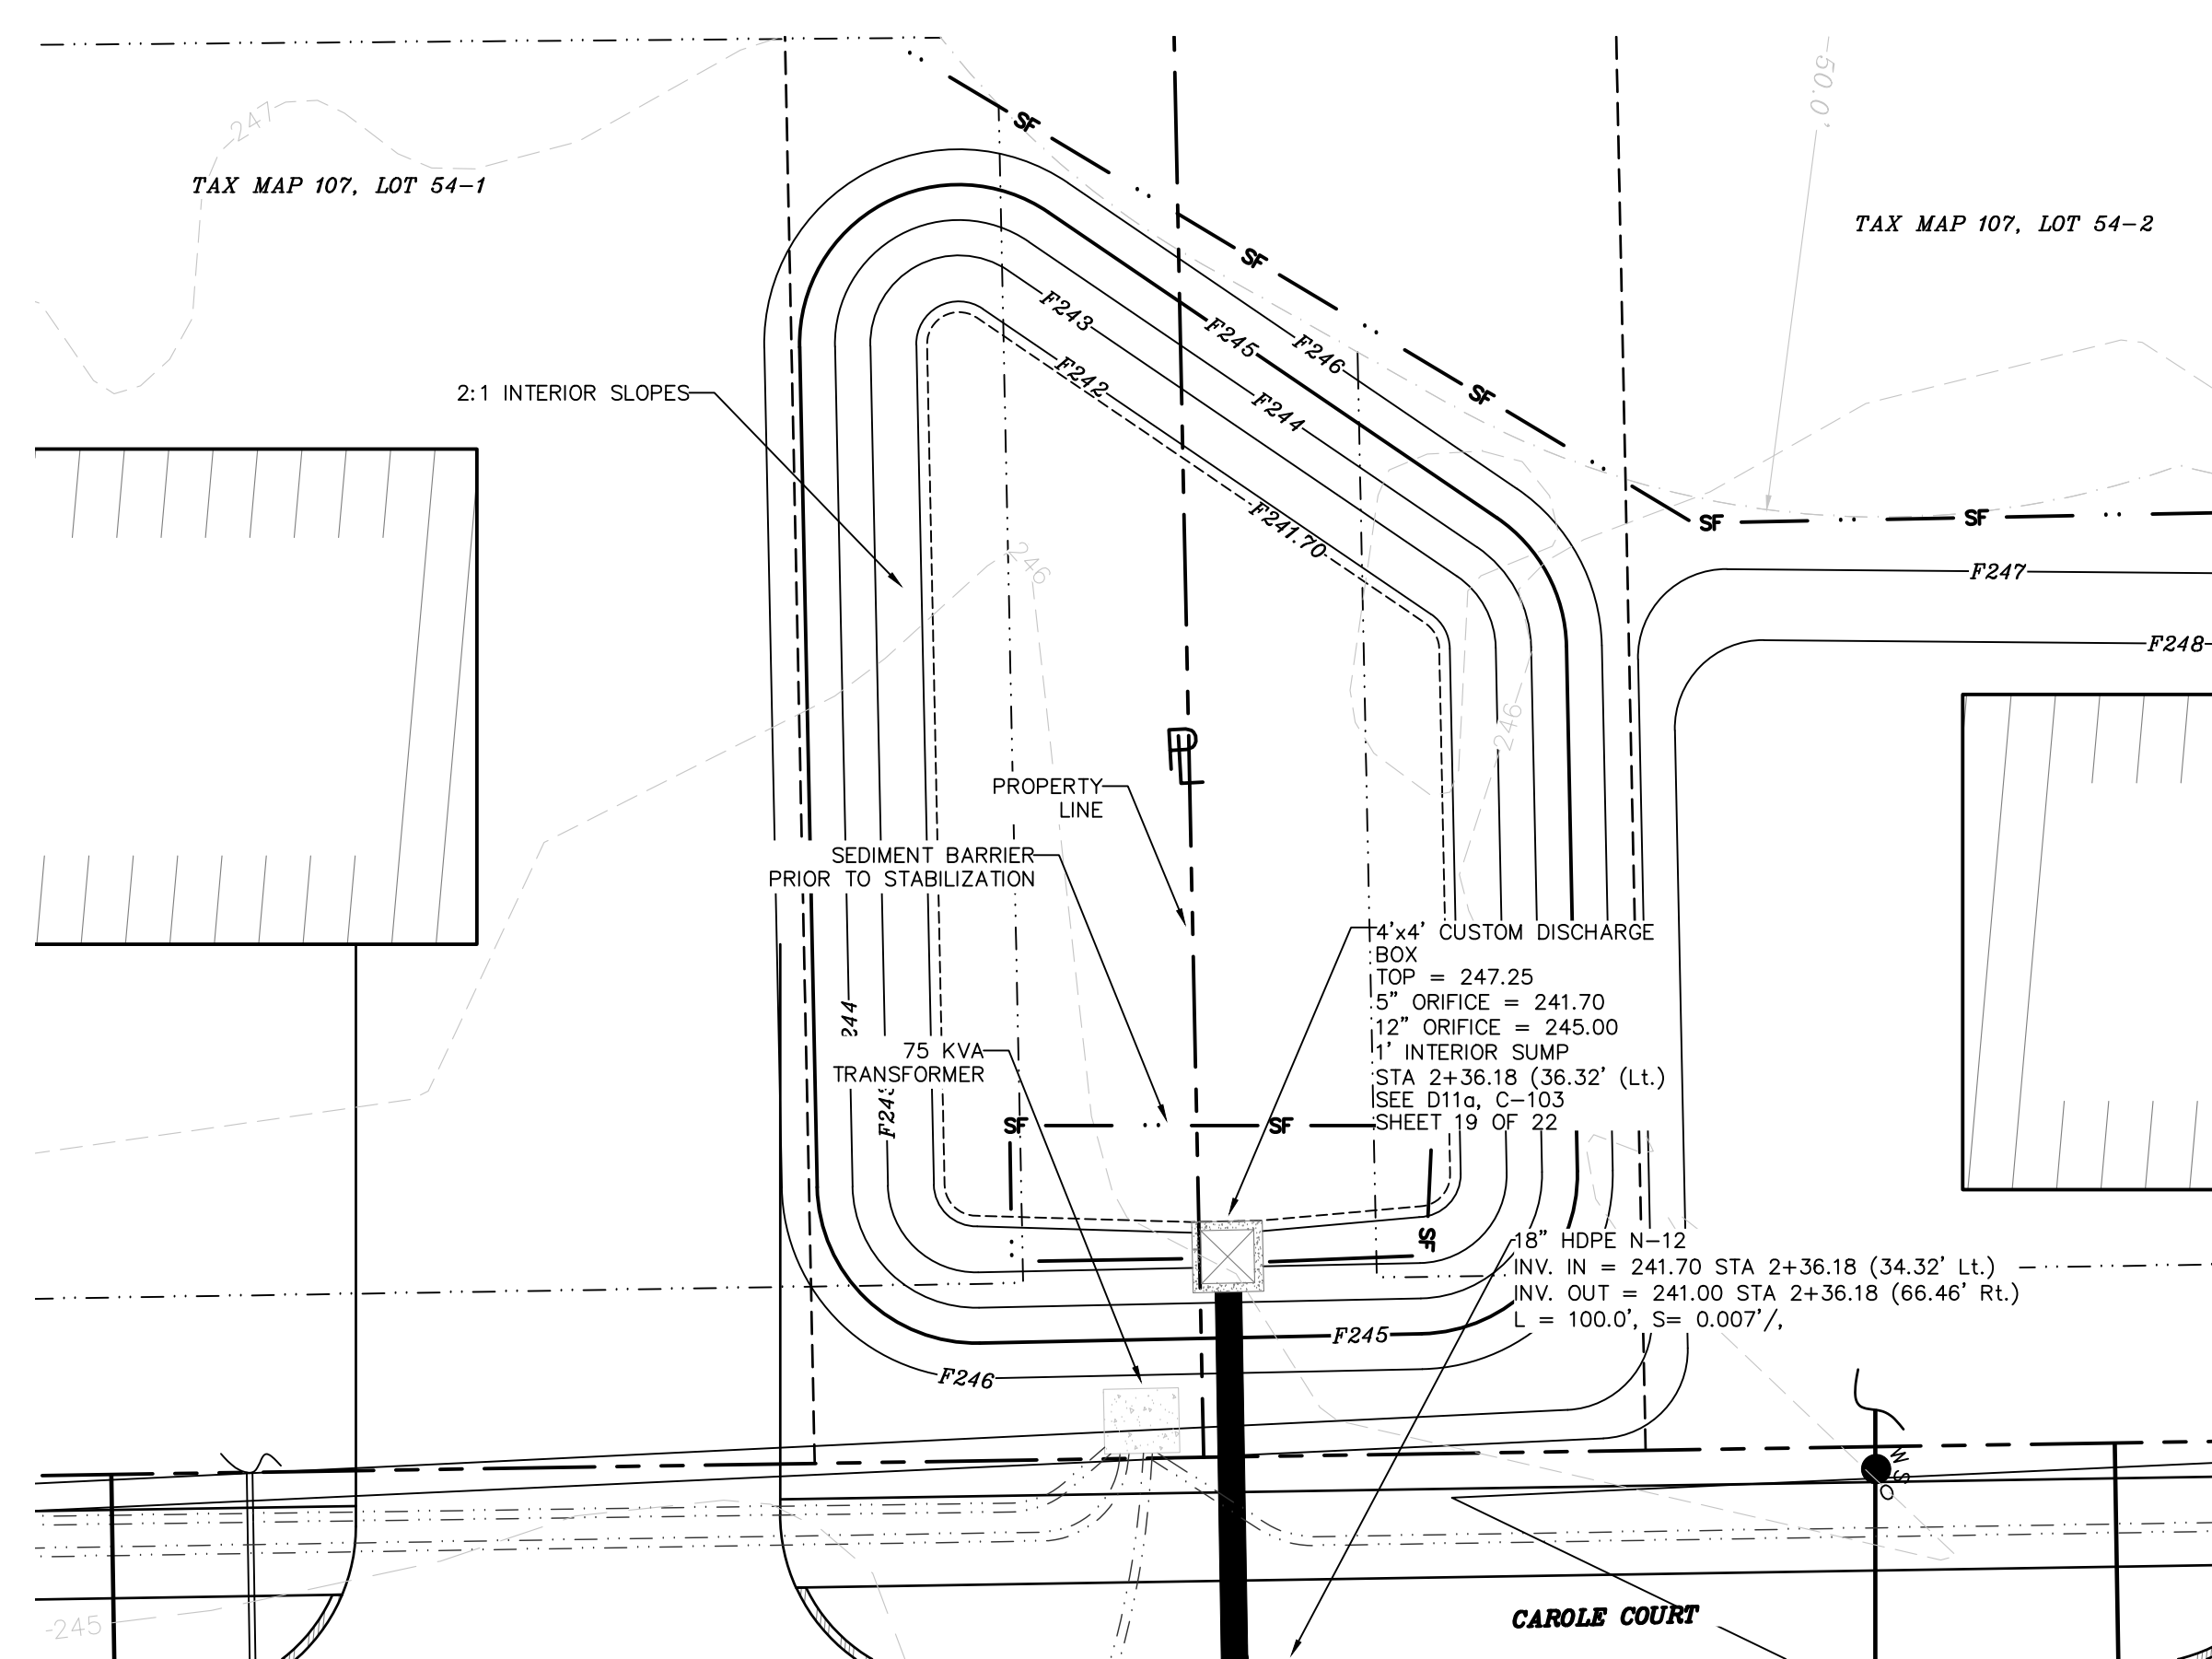 247
50.0'
SF
TAX MAP 107, LOT 54-1
TAX MAP 107, LOT 54-2
SF
F243
F245
F246
F242
2:1 INTERIOR SLOPES
SF
F244
F241.70
SF
SF
246
F247
F248
246
PL
PROPERTY
LINE
SEDIMENT BARRIER
PRIOR TO STABILIZATION
4'x4' CUSTOM DISCHARGE
BOX
TOP = 247.25
5" ORIFICE = 241.70
12" ORIFICE = 245.00
1' INTERIOR SUMP
STA 2+36.18 (36.32' (Lt.)
SEE D11a, C-103
SHEET 19 OF 22
244
75 KVA
TRANSFORMER
F243
SF
SF
SF
18" HDPE N-12
INV. IN = 241.70 STA 2+36.18 (34.32' Lt.)
INV. OUT = 241.00 STA 2+36.18 (66.46' Rt.)
L = 100.0', S= 0.007'/,
F245
F246
W S O
CAROLE COURT
245